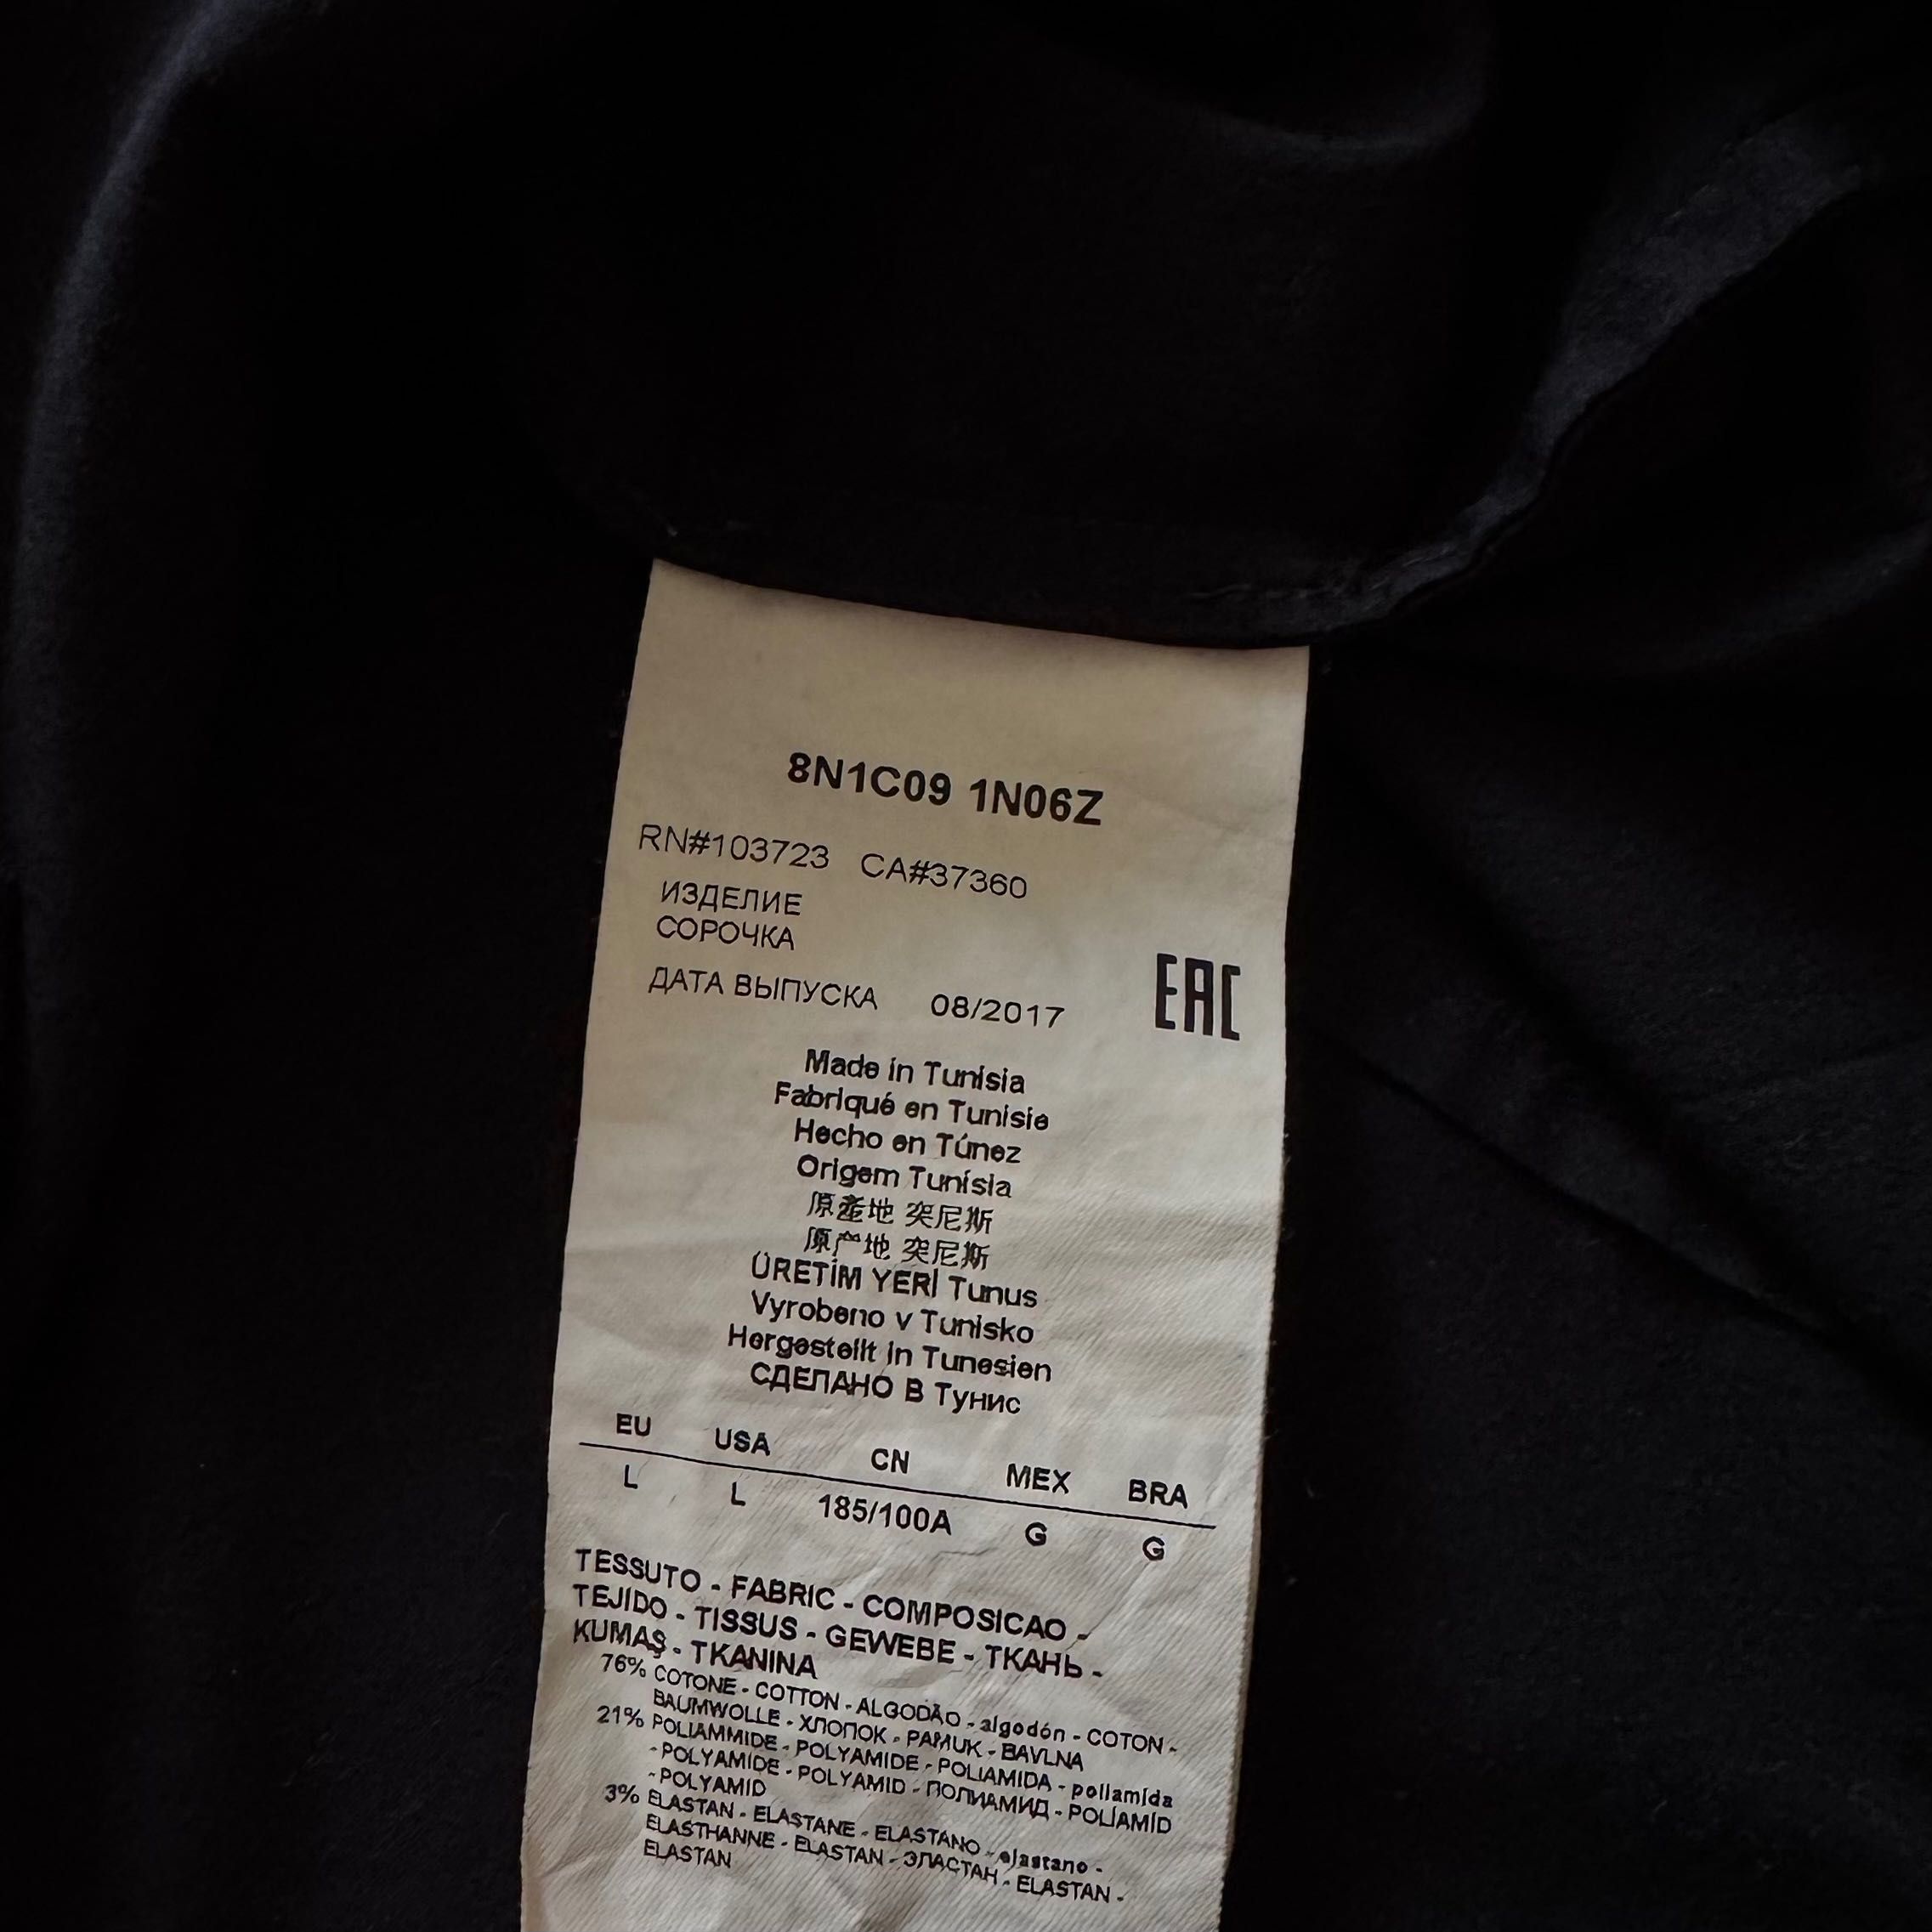 8N1C09 1N06Z
RN#103723 CA#37360
ИЗДЕЛИЕ
СОРОЧКА
ДАТА ВЫПУСКА 08/2017
EAC
Made in Tunisia
Fabriqué en Tunisie
Hecho en Túnez
Origem Tunísia
原產地 突尼斯
原产地 突尼斯
ÜRETİM YERİ Tunus
Vyrobeno v Tunisko
Hergestellt in Tunesien
СДЕЛАНО В Тунис
EU USA CN MEX BRA
L L 185/100A G G
TESSUTO - FABRIC - COMPOSICAO -
TEJIDO - TISSUS - GEWEBE - ТКАНЬ -
KUMAŞ - TKANINA
76% COTONE - COTTON - ALGODÃO - algodón - COTON -
BAUMWOLLE - ХЛОПОК - PAMUK - BAVLNA
21% POLIAMMIDE - POLYAMIDE - POLIAMIDA - poliamida
- POLYAMIDE - POLYAMID - ПОЛИАМИД - POLİAMİD
- POLYAMID
3% ELASTAN - ELASTANE - ELASTANO - elastano -
ELASTHANNE - ELASTAN - ЭЛАСТАН - ELASTAN -
ELASTAN